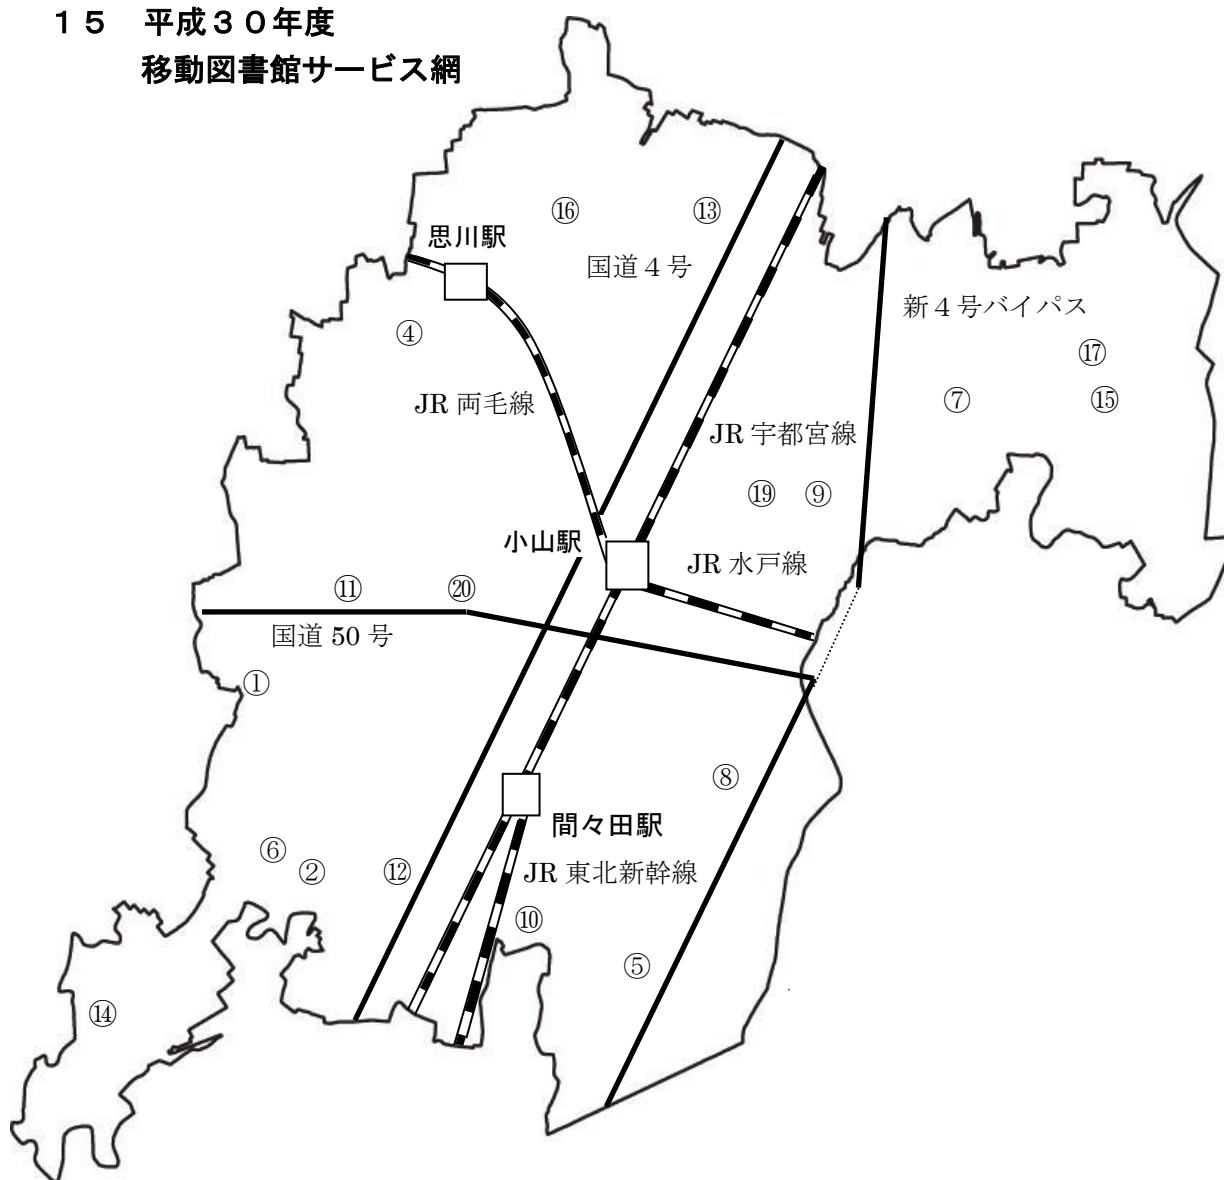 １５　平成３０年度
移動図書館サービス網
⑯
⑬
思川駅
国道４号
新４号バイパス
④
⑰
JR 両毛線
⑦
⑮
JR 宇都宮線
⑲
⑨
小山駅
JR 水戸線
⑪
⑳
国道 50 号
①
⑧
間々田駅
⑥
②
⑫
JR 東北新幹線
⑩
⑤
⑭